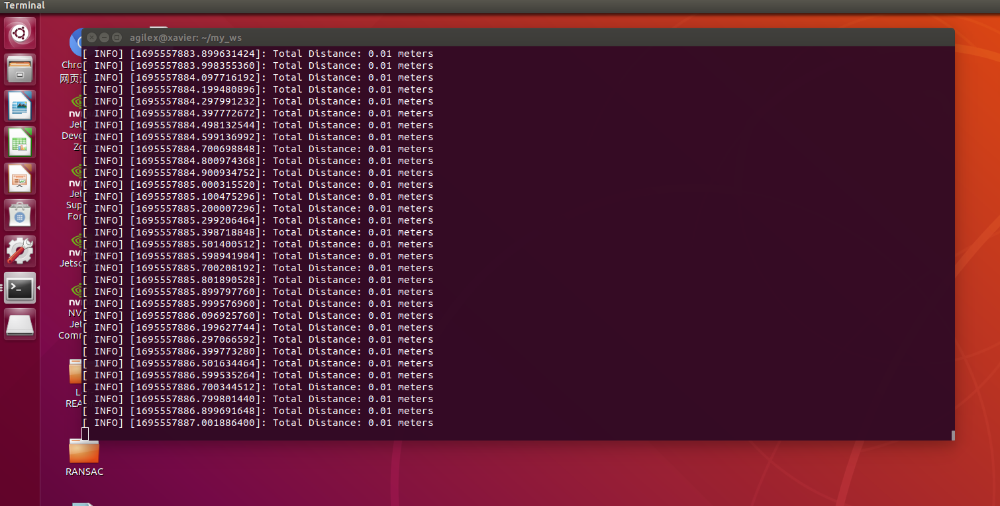 Terminal
agilex@xavier: ~/my_ws
[ INFO] [1695557883.899631424]: Total Distance: 0.01 meters
[ INFO] [1695557883.998355360]: Total Distance: 0.01 meters
[ INFO] [1695557884.097716192]: Total Distance: 0.01 meters
[ INFO] [1695557884.199480896]: Total Distance: 0.01 meters
[ INFO] [1695557884.297991232]: Total Distance: 0.01 meters
[ INFO] [1695557884.397772672]: Total Distance: 0.01 meters
[ INFO] [1695557884.498132544]: Total Distance: 0.01 meters
[ INFO] [1695557884.599136992]: Total Distance: 0.01 meters
[ INFO] [1695557884.700698848]: Total Distance: 0.01 meters
[ INFO] [1695557884.800974368]: Total Distance: 0.01 meters
[ INFO] [1695557884.900934752]: Total Distance: 0.01 meters
[ INFO] [1695557885.000315520]: Total Distance: 0.01 meters
[ INFO] [1695557885.100475296]: Total Distance: 0.01 meters
[ INFO] [1695557885.200007296]: Total Distance: 0.01 meters
[ INFO] [1695557885.299206464]: Total Distance: 0.01 meters
[ INFO] [1695557885.398718848]: Total Distance: 0.01 meters
[ INFO] [1695557885.501400512]: Total Distance: 0.01 meters
[ INFO] [1695557885.598941984]: Total Distance: 0.01 meters
[ INFO] [1695557885.700208192]: Total Distance: 0.01 meters
[ INFO] [1695557885.801890528]: Total Distance: 0.01 meters
[ INFO] [1695557885.899797760]: Total Distance: 0.01 meters
[ INFO] [1695557885.999576960]: Total Distance: 0.01 meters
[ INFO] [1695557886.096925760]: Total Distance: 0.01 meters
[ INFO] [1695557886.199627744]: Total Distance: 0.01 meters
[ INFO] [1695557886.297066592]: Total Distance: 0.01 meters
[ INFO] [1695557886.399773280]: Total Distance: 0.01 meters
[ INFO] [1695557886.501634464]: Total Distance: 0.01 meters
[ INFO] [1695557886.599535264]: Total Distance: 0.01 meters
[ INFO] [1695557886.700344512]: Total Distance: 0.01 meters
[ INFO] [1695557886.799801440]: Total Distance: 0.01 meters
[ INFO] [1695557886.899691648]: Total Distance: 0.01 meters
[ INFO] [1695557887.001886400]: Total Distance: 0.01 meters
Chro
网页
nv
Jet
Deve
Zo
nv
Jet
Sup
For
nv
Jets
nv
NV
Jet
Com
L
REA
RANSAC